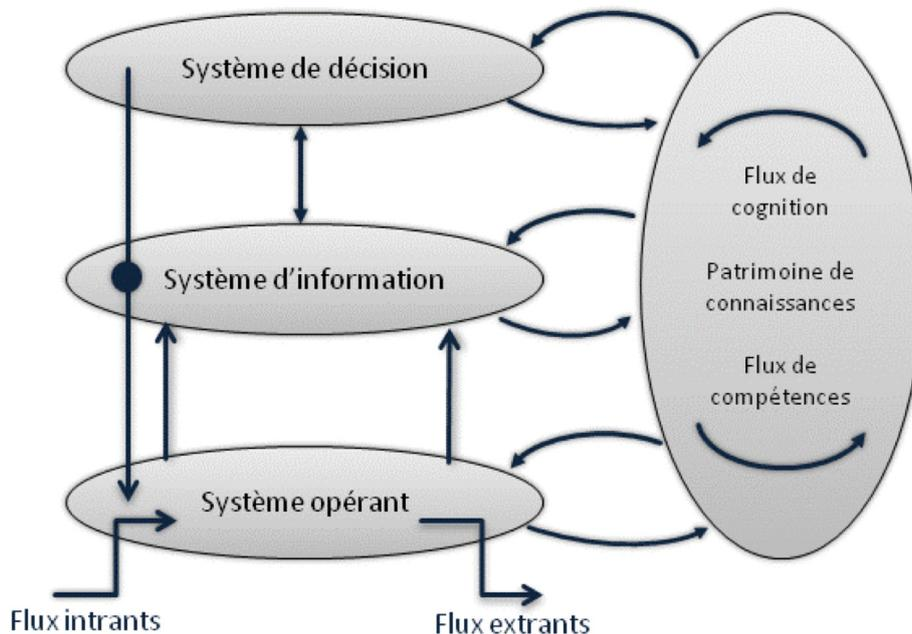 Système de décision
Système d'information
Système opérant
Flux intrants
Flux extrants
Flux de
cognition
Patrimoine de
connaissances
Flux de
compétences